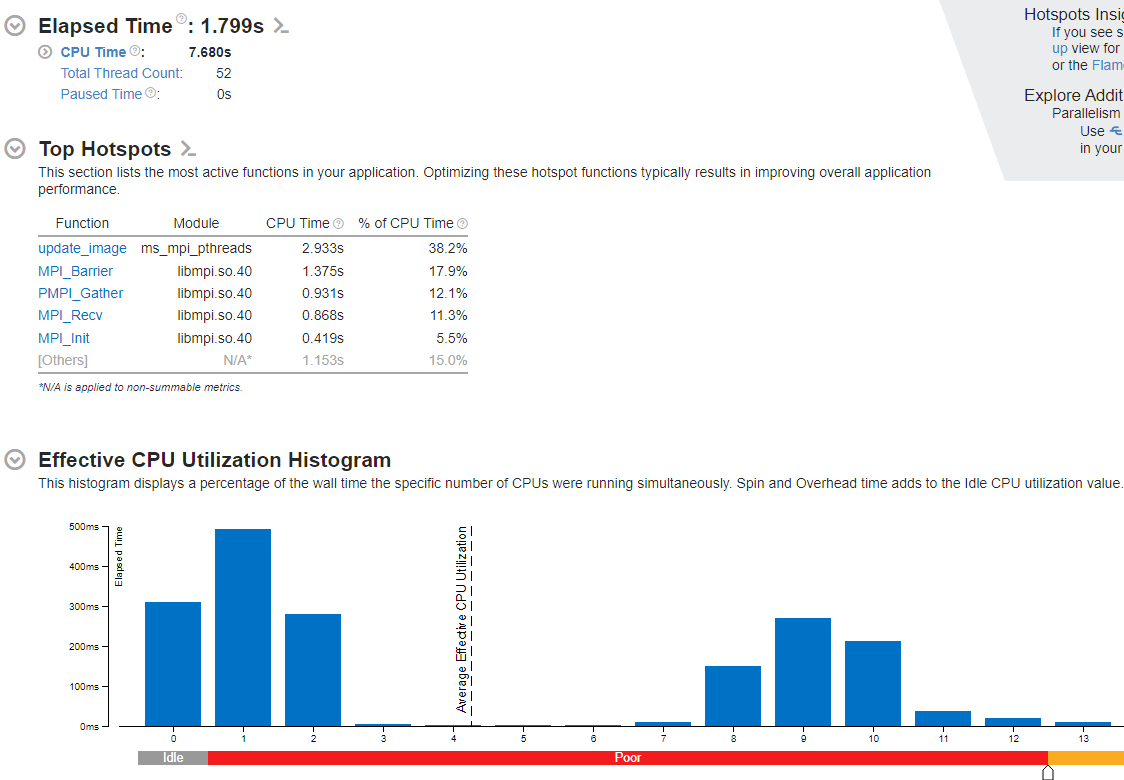 Elapsed Time ?: 1.799s
CPU Time ?: 7.680s
Total Thread Count: 52
Paused Time ?: 0s
Hotspots Insig
If you see s
up view for
or the Flam
Explore Addit
Parallelism
Use
in your
Top Hotspots
This section lists the most active functions in your application. Optimizing these hotspot functions typically results in improving overall application
performance.
Function Module CPU Time ? % of CPU Time ?
update_image ms_mpi_pthreads 2.933s 38.2%
MPI_Barrier libmpi.so.40 1.375s 17.9%
PMPI_Gather libmpi.so.40 0.931s 12.1%
MPI_Recv libmpi.so.40 0.868s 11.3%
MPI_Init libmpi.so.40 0.419s 5.5%
[Others] N/A* 1.153s 15.0%
*N/A is applied to non-summable metrics.
Effective CPU Utilization Histogram
This histogram displays a percentage of the wall time the specific number of CPUs were running simultaneously. Spin and Overhead time adds to the Idle CPU utilization value.
500ms
400ms
300ms
200ms
100ms
0ms
Elapsed Time
Average Effective CPU Utilization
0 1 2 3 4 5 6 7 8 9 10 11 12 13
Idle Poor